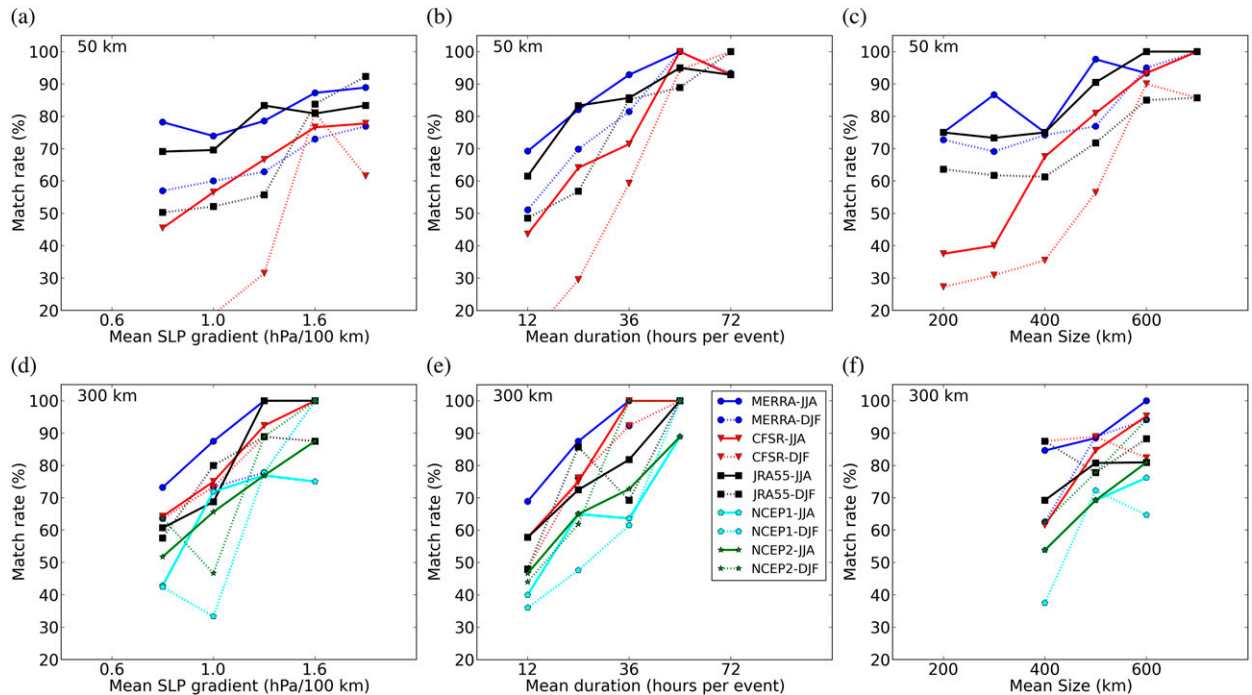 (a)
50 km
100
90
80
70
60
50
40
30
20
Match rate (%)
0.6 1.0 1.6
Mean SLP gradient (hPa/100 km)
(b)
50 km
100
90
80
70
60
50
40
30
20
Match rate (%)
12 36 72
Mean duration (hours per event)
(c)
50 km
100
90
80
70
60
50
40
30
20
Match rate (%)
200 400 600
Mean Size (km)
(d)
300 km
100
90
80
70
60
50
40
30
20
Match rate (%)
0.6 1.0 1.6
Mean SLP gradient (hPa/100 km)
(e)
300 km
100
90
80
70
60
50
40
30
20
Match rate (%)
MERRA-JJA
MERRA-DJF
CFSR-JJA
CFSR-DJF
JRA55-JJA
JRA55-DJF
NCEP1-JJA
NCEP1-DJF
NCEP2-JJA
NCEP2-DJF
12 36 72
Mean duration (hours per event)
(f)
300 km
100
90
80
70
60
50
40
30
20
Match rate (%)
200 400 600
Mean Size (km)